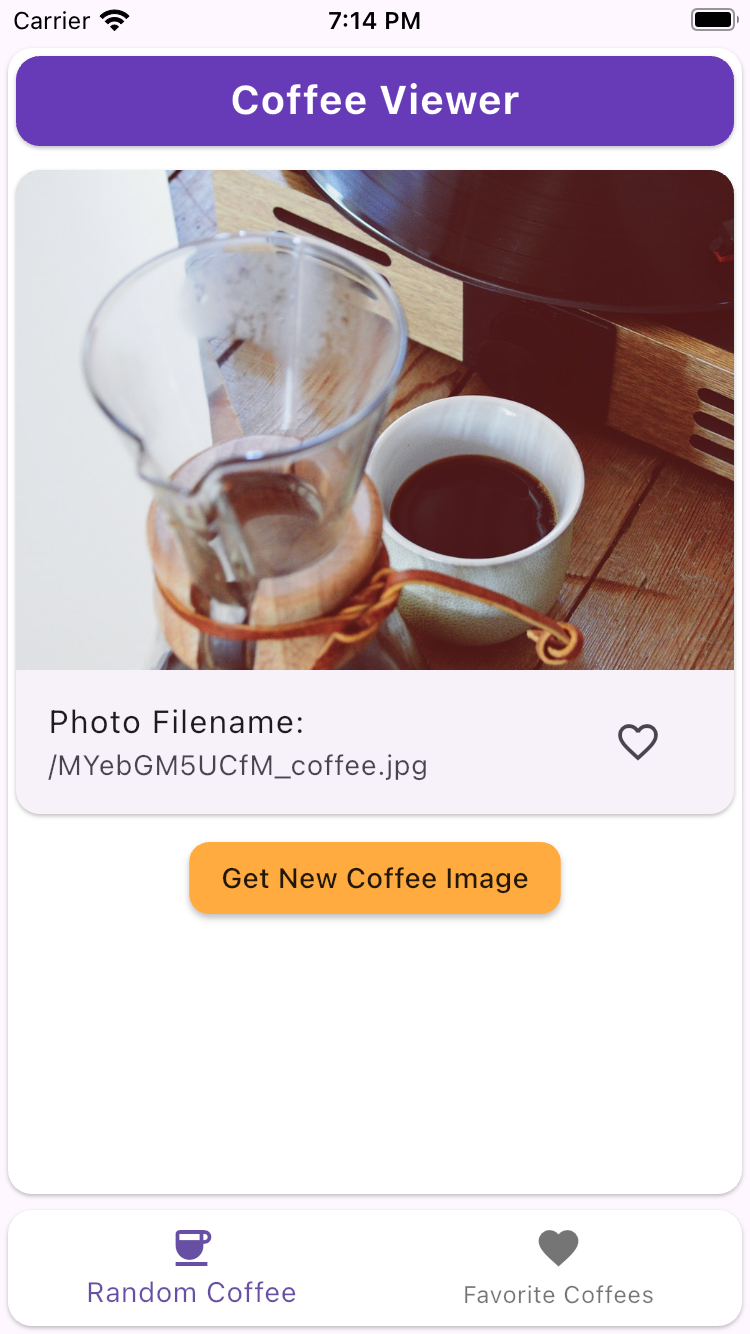 Carrier 7:14 PM
Coffee Viewer
Photo Filename:
/MYebGM5UCfM_coffee.jpg
Get New Coffee Image
Random Coffee Favorite Coffees